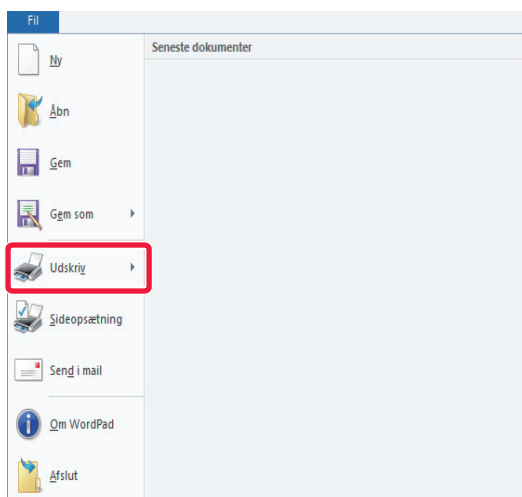 Fil
Seneste dokumenter
Ny
Åbn
Gem
Gem som
Udskriv
Sideopsætning
Send i mail
Om WordPad
Afslut